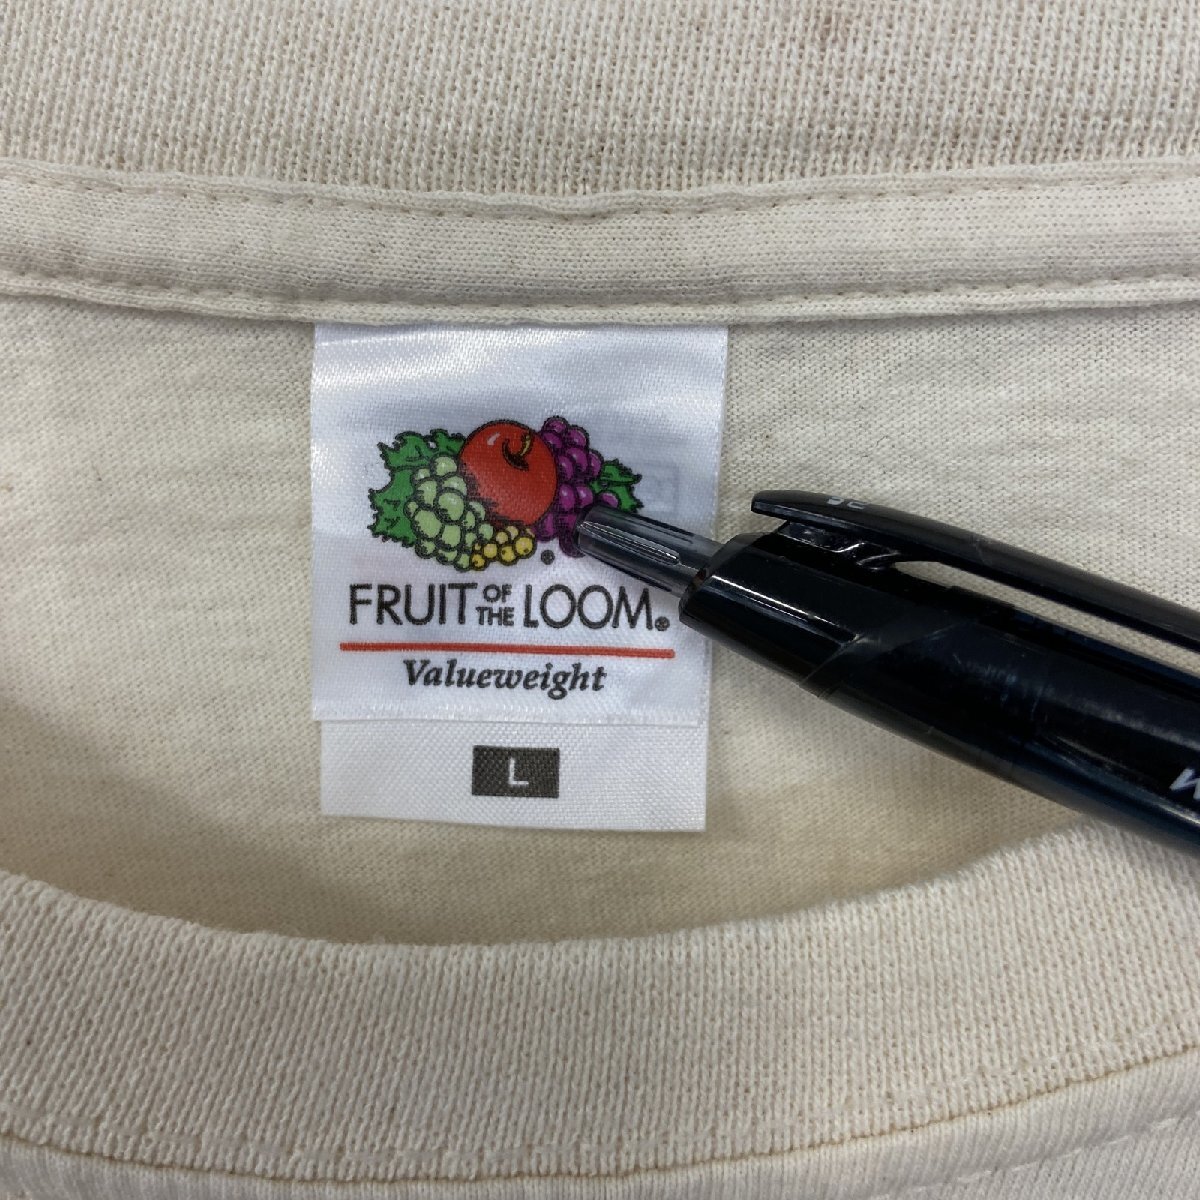 FRUIT OF THE LOOM®
Valueweight
L